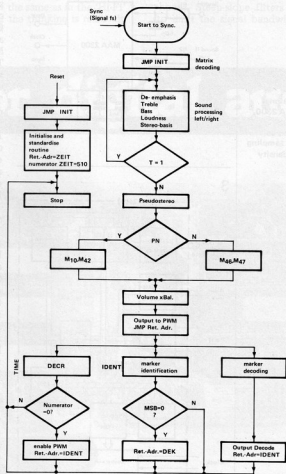 Sync
(Signal fs)
Start to Sync.
JMP INIT
Matrix
decoding
Reset
JMP INIT
De-emphasis
Treble
Bass
Loudness
Stereo-basis
Sound
processing
left/right
Initialise and
standardise
routine
Ret.-Adr=ZEIT
numerator ZEIT=510
Y
T = 1
N
Stop
Pseudostereo
Y
PN
N
M10,M42
M46,M47
Volume xBal.
Output to PWM
JMP Ret. Adr.
TIME
DECR
IDENT
marker
identification
marker
decoding
N
Numerator
=0?
Y
MSB=0
?
N
Y
enable PWM
Ret.-Adr.=IDENT
Ret.-Adr.=DEK
Output Decode
Ret-Adr=IDENT